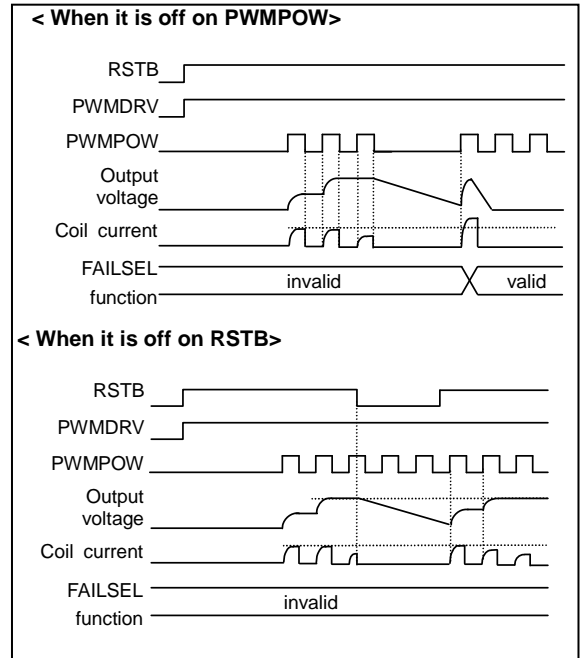 < When it is off on PWMPOW>
RSTB
PWMDRV
PWMPOW
Output
voltage
Coil current
FAILSEL
function
invalid
valid
< When it is off on RSTB>
RSTB
PWMDRV
PWMPOW
Output
voltage
Coil current
FAILSEL
function
invalid